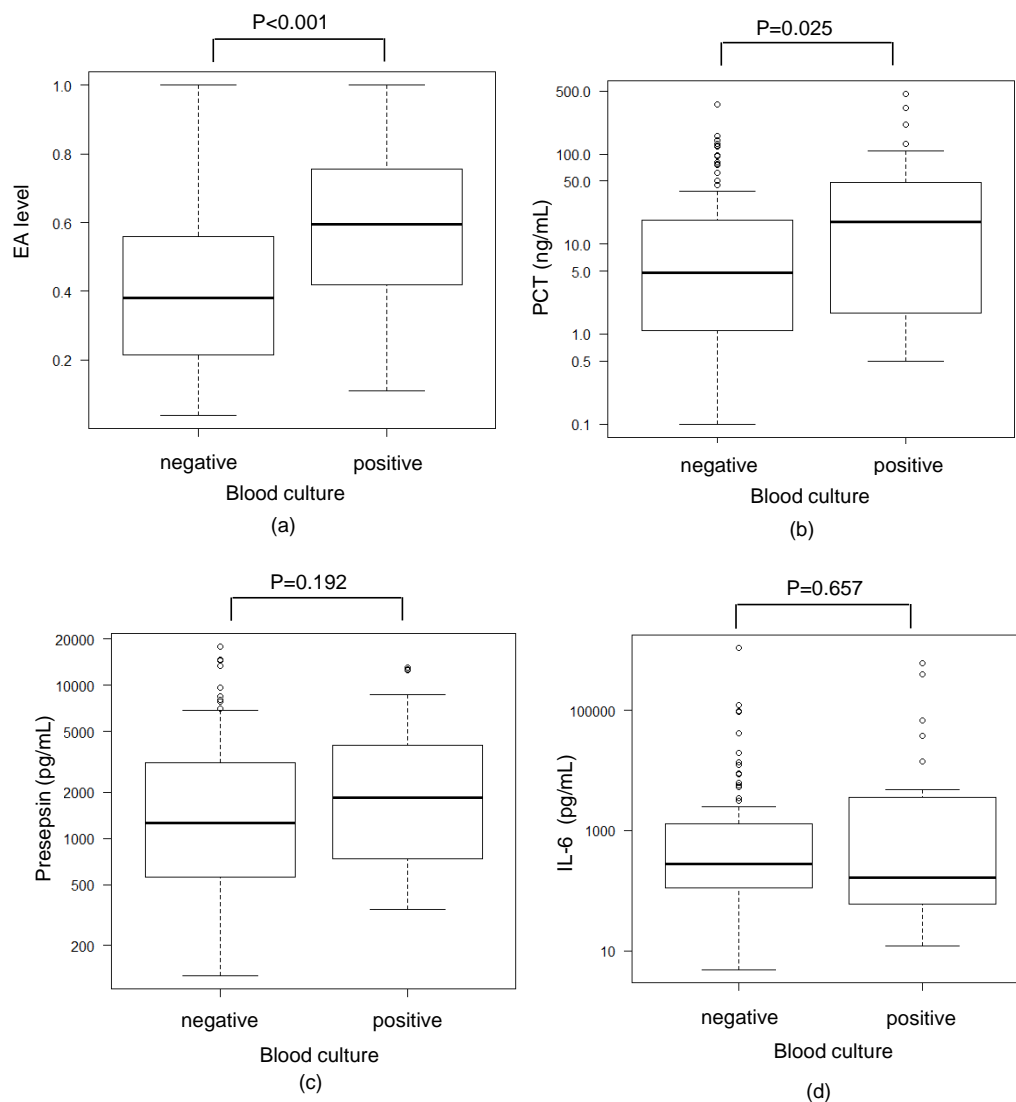 P<0.001
1.0
0.8
0.6
0.4
0.2
EA level
negative positive
Blood culture
(a)
P=0.025
500.0
100.0
50.0
10.0
5.0
1.0
0.5
0.1
PCT (ng/mL)
negative positive
Blood culture
(b)
P=0.192
20000
10000
5000
2000
1000
500
200
Presepsin (pg/mL)
negative positive
Blood culture
(c)
P=0.657
100000
1000
10
IL-6 (pg/mL)
negative positive
Blood culture
(d)